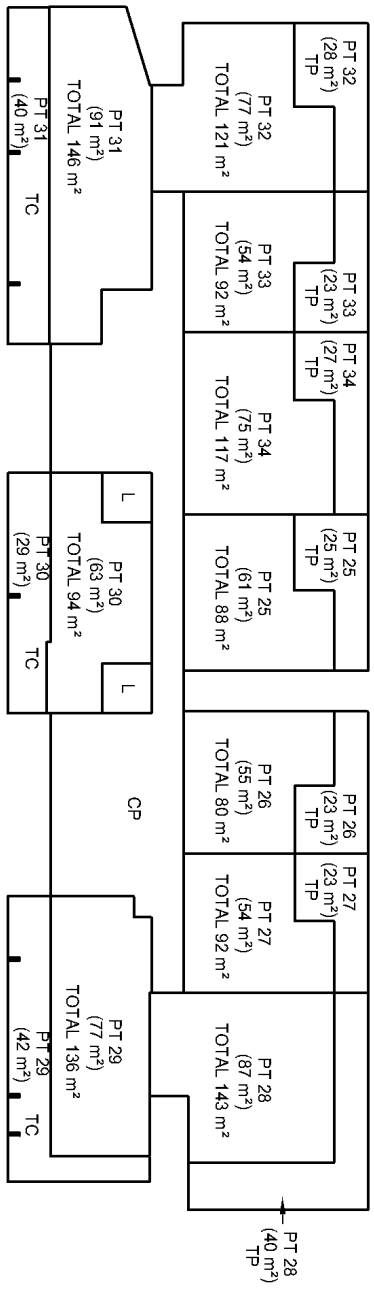 PT 32
(28 m²)
TP
PT 32
(77 m²)
TOTAL 121 m²
PT 33
(23 m²)
TP
PT 33
(54 m²)
TOTAL 92 m²
PT 34
(27 m²)
TP
PT 34
(75 m²)
TOTAL 117 m²
PT 25
(25 m²)
TP
PT 25
(61 m²)
TOTAL 88 m²
PT 26
(23 m²)
TP
PT 26
(55 m²)
TOTAL 80 m²
PT 27
(23 m²)
TP
PT 27
(54 m²)
TOTAL 92 m²
PT 28
(87 m²)
TOTAL 143 m²
PT 28
(40 m²)
TP
PT 31
(91 m²)
TOTAL 146 m²
PT 31
(40 m²)
TC
L
PT 30
(63 m²)
TOTAL 94 m²
L
PT 30
(29 m²)
TC
CP
PT 29
(77 m²)
TOTAL 136 m²
PT 29
(42 m²)
TC